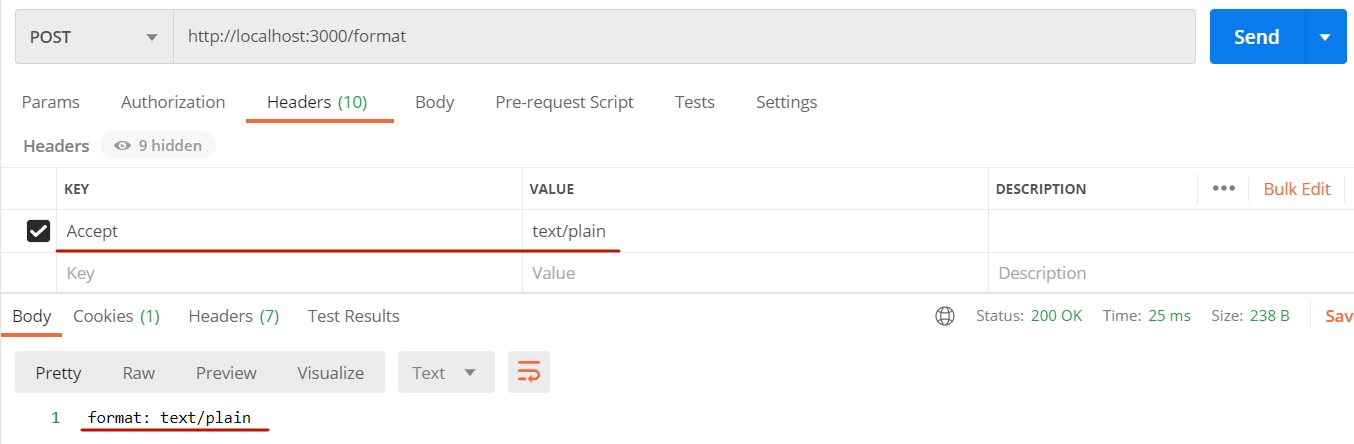 POST http://localhost:3000/format Send
Params Authorization Headers (10) Body Pre-request Script Tests Settings
Headers 9 hidden
KEY VALUE DESCRIPTION ••• Bulk Edit
Accept text/plain
Key Value Description
Body Cookies (1) Headers (7) Test Results Status: 200 OK Time: 25 ms Size: 238 B Sav
Pretty Raw Preview Visualize Text
1 format: text/plain